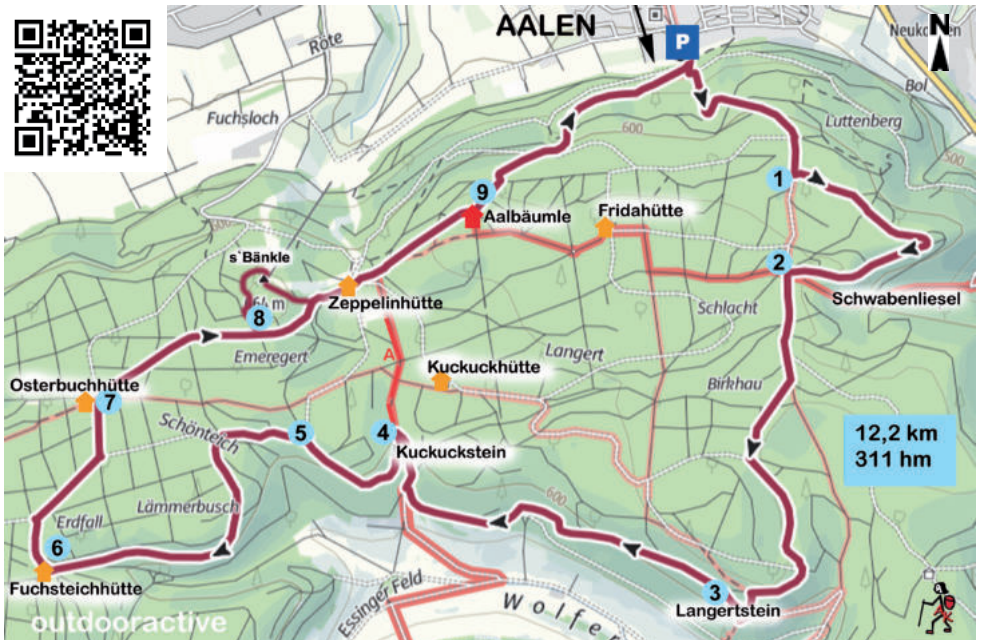 AALEN
P
N
Röte
Fuchsloch
Bol
Luttenberg
600
500
1
9
Aalbäumle
Fridahütte
2
s`Bänkle
Zeppelinhütte
Schlacht
Schwabenliesel
8
Emeregert
A
Langert
Kuckuckhütte
Birkhau
Osterbuchhütte
7
Schönteich
5
4
Kuckuckstein
12,2 km
311 hm
Lämmerbusch
600
Erdfall
6
Fuchsteichhütte
Essinger Feld
Wolfer
3
Langertstein
outdooractive